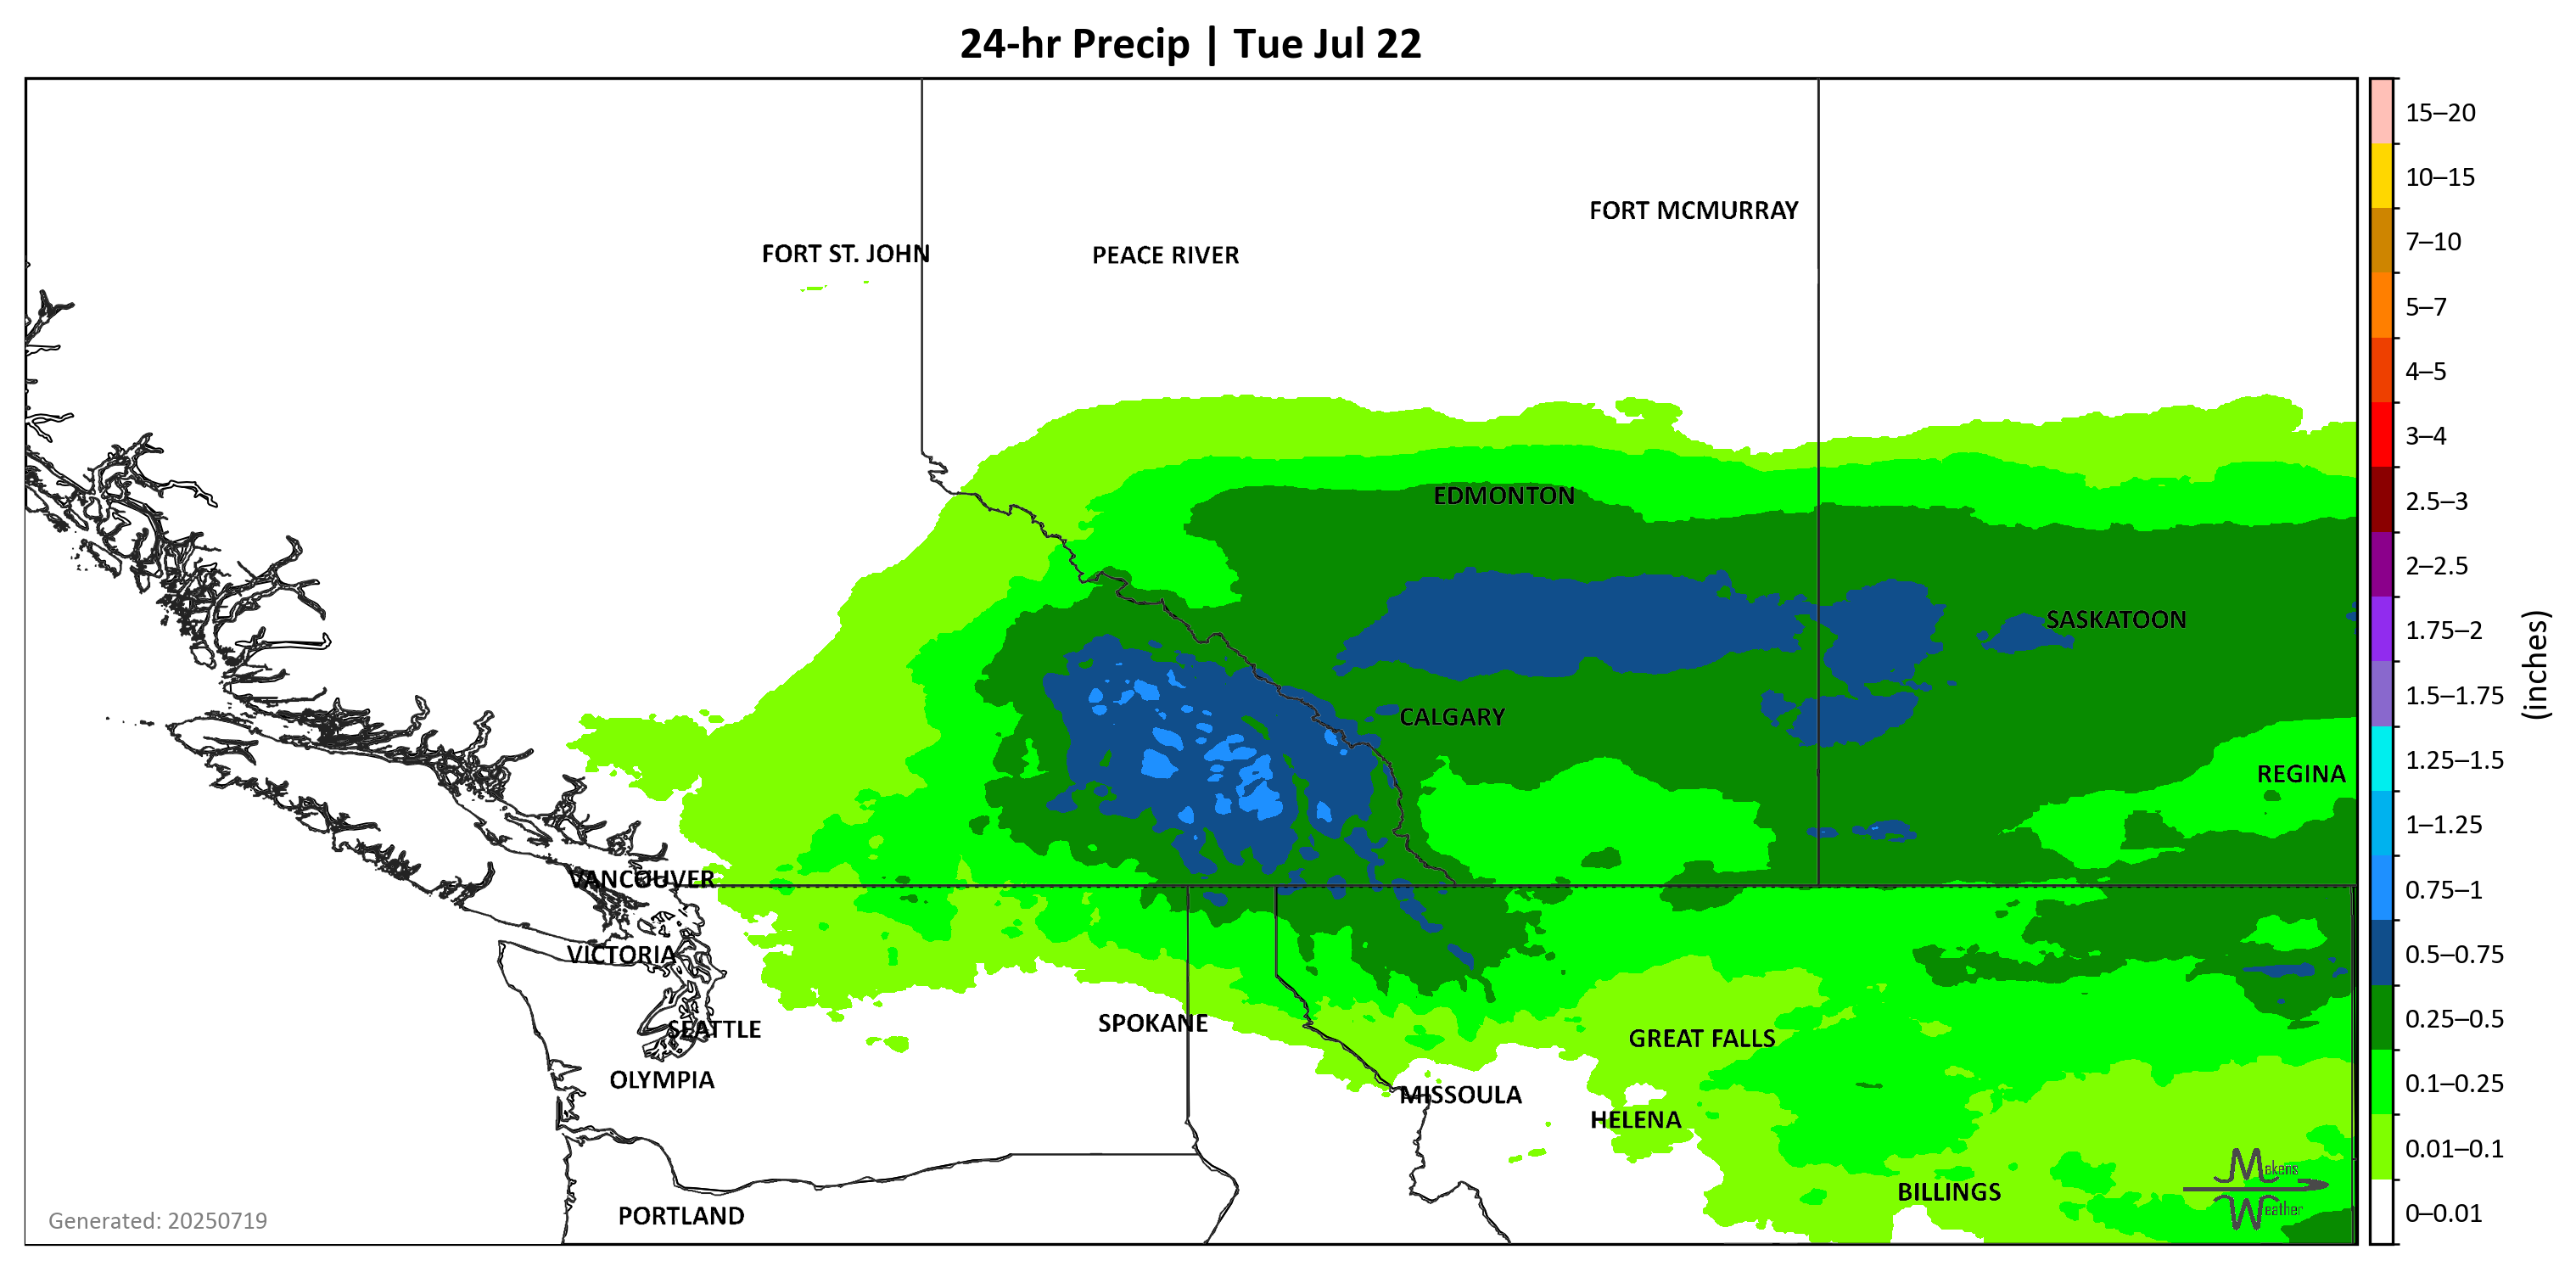 24-hr Precip | Tue Jul 22
FORT MCMURRAY
FORT ST. JOHN
PEACE RIVER
EDMONTON
SASKATOON
CALGARY
REGINA
VANCOUVER
VICTORIA
SPOKANE
SEATTLE
GREAT FALLS
OLYMPIA
MISSOULA
HELENA
BILLINGS
PORTLAND
Makens
Weather
Generated: 20250719
15–20
10–15
7–10
5–7
4–5
3–4
2.5–3
2–2.5
1.75–2
1.5–1.75
1.25–1.5
1–1.25
0.75–1
0.5–0.75
0.25–0.5
0.1–0.25
0.01–0.1
0–0.01
(inches)